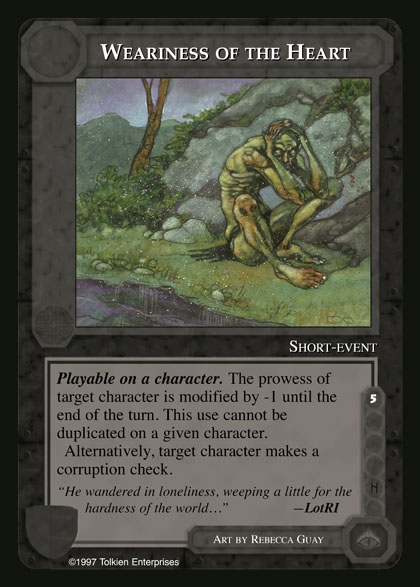 WEARINESS OF THE HEART
SHORT-EVENT
Playable on a character. The prowess of
target character is modified by -1 until the
end of the turn. This use cannot be
duplicated on a given character.
Alternatively, target character makes a
corruption check.
5
“He wandered in loneliness, weeping a little for the
hardness of the world…” —LotRI
H
ART BY REBECCA GUAY
©1997 Tolkien Enterprises